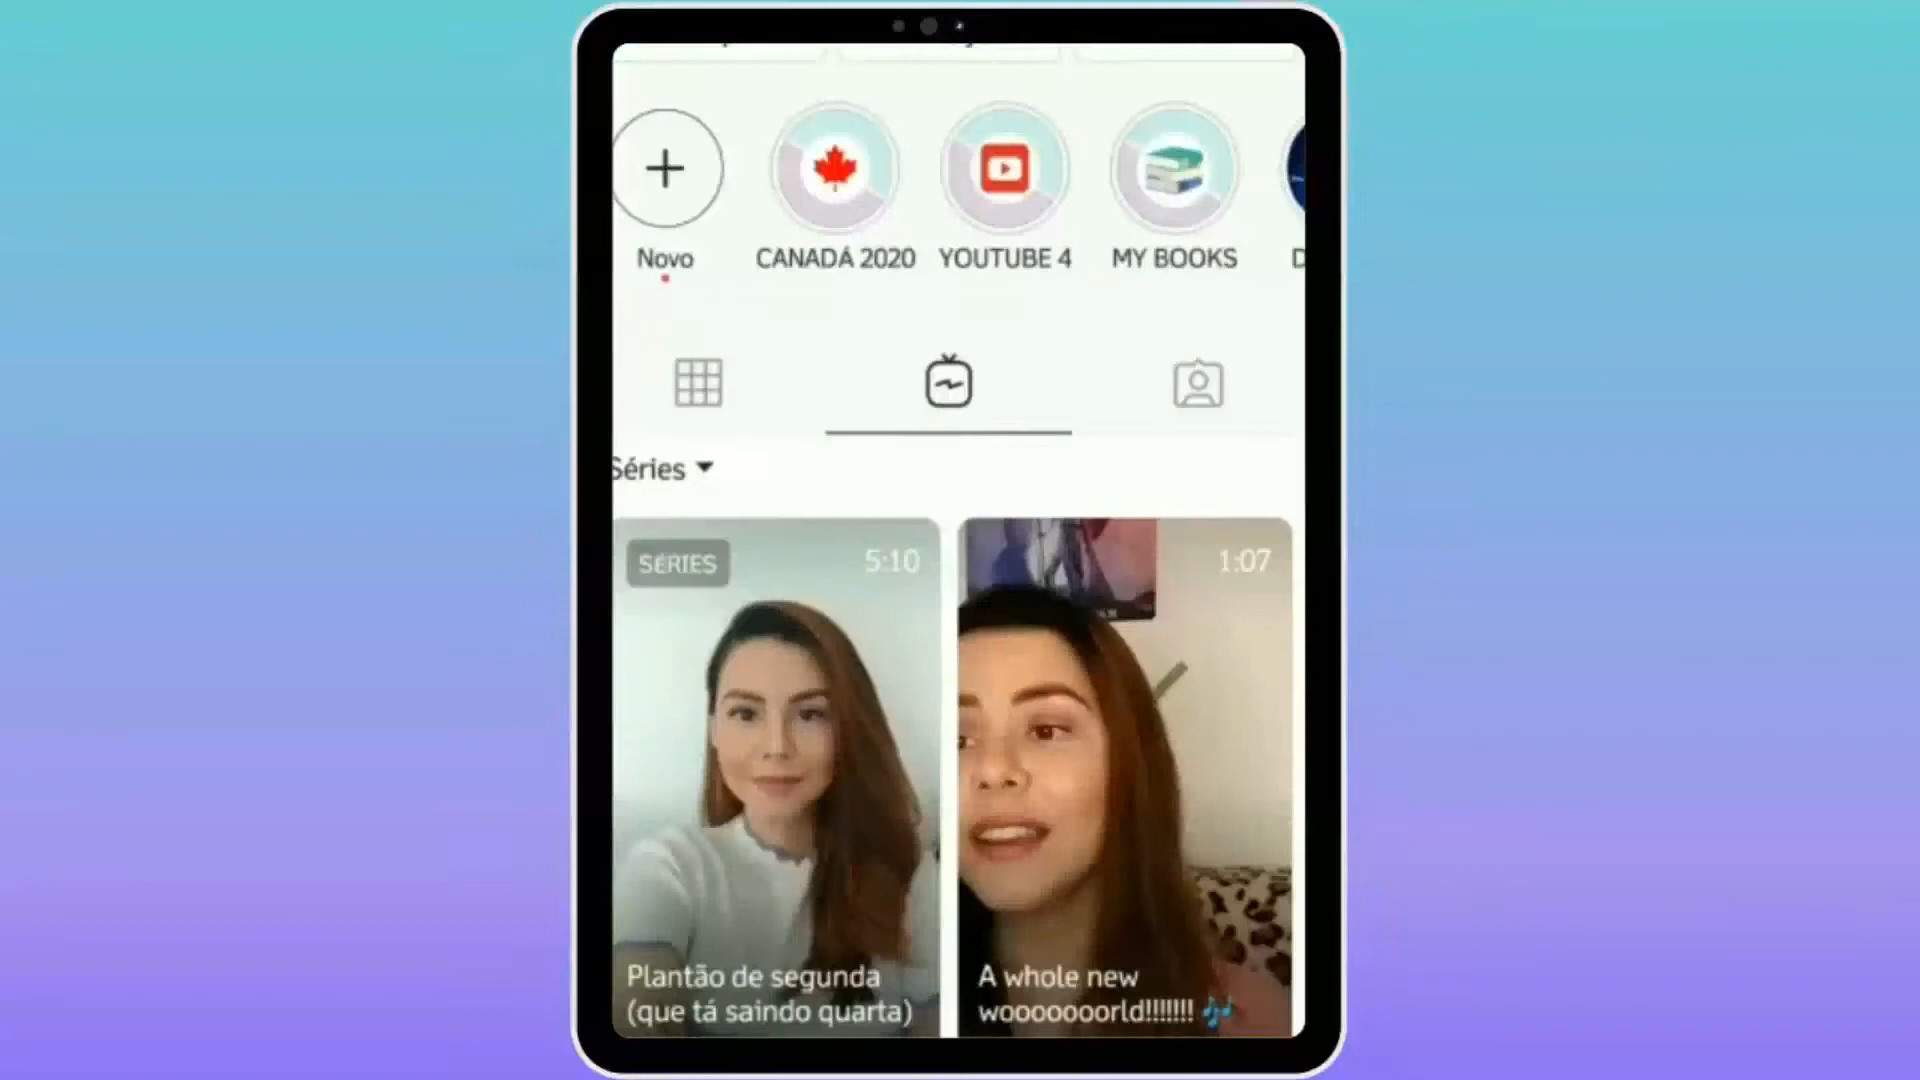 Novo
CANADÁ 2020
YOUTUBE 4
MY BOOKS
D
Séries
SÉRIES
5:10
1:07
Plantão de segunda
(que tá saindo quarta)
A whole new
wooooooorld!!!!!!! 🎶